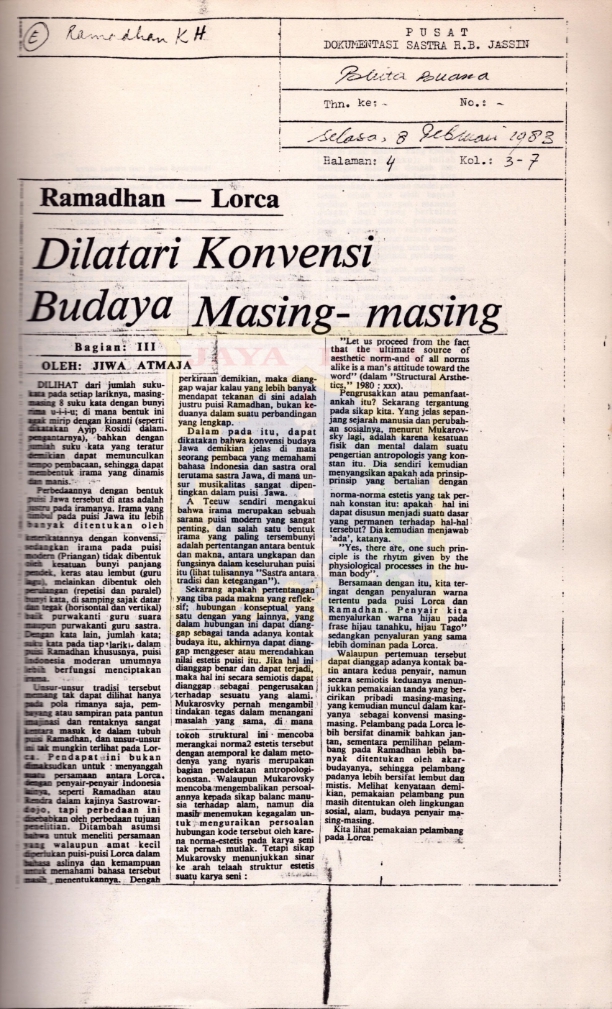 E Ramadhan K.H.
PUSAT
DOKUMENTASI SASTRA H.B. JASSIN
Berita Buana
Thn. ke: - No.: -
Selasa, 8 Februari 1983
Halaman: 4 Kol.: 3-7
Ramadhan — Lorca
Dilatari Konvensi
Budaya Masing- masing
Bagian: III
OLEH: JIWA ATMAJA
DILIHAT dari jumlah suku-
kata pada setiap lariknya, masing-
masing 8 suku kata dengan bunyi
rima u-i-i-u; di mana bentuk ini
agak mirip dengan kinanti (seperti
dikatakan Ayip Rosidi dalam
pengantarnya), bahkan dengan
jumlah suku kata yang teratur
demikian dapat memunculkan
tempo pembacaan, sehingga dapat
membentuk irama yang dinamis
dan manis.
Perbedaannya dengan bentuk
puisi Jawa tersebut di atas adalah
justru pada iramanya. Irama yang
timbul pada puisi Jawa itu lebih
banyak ditentukan oleh
keterikatannya dengan konvensi,
sedangkan irama pada puisi
modern (Priangan) tidak dibentuk
oleh kesatuan bunyi panjang
pendek, keras atau lembut (guru
lagu), melainkan dibentuk oleh
perulangan (repetisi dan paralel)
bunyi kata, di samping sajak datar
dan tegak (horisontal dan vertikal)
baik purwakanti guru suara
maupun purwakanti guru sastra.
Dengan kata lain, jumlah kata;
suku kata pada tiap larik dalam
puisi Ramadhan khususnya, puisi
Indonesia moderen umumnya
lebih berfungsi menciptakan
irama.
Unsur-unsur tradisi tersebut
memang tak dapat dilihat hanya
pada pola rimanya saja, pem-
bayang atau sampiran pata pantun
imajinasi dan rentaknya sangat
kentara masuk ke dalam tubuh
puisi Ramadhan, dan unsur-unsur
ini tak mungkin terlihat pada Lor-
ca. Pendapat ini bukan
dimaksudkan untuk menyanggah
suatu persamaan antara Lorca
dengan penyair-penyair Indonesia
lainya, seperti Ramadhan atau
Rendra dalam kajinya Sastrowar-
dojo, tapi perbedaan ini
disebabkan oleh perbedaan tujuan
penelitian. Ditambah asumsi
bahwa untuk meneliti persamaan
yang walaupun amat kecil
diperlukan puisi-puisi Lorca dalam
bahasa aslinya dan kemampuan
untuk memahami bahasa tersebut
masih menentukannya. Dengah
perkiraan demikian, maka diang-
gap wajar kalau yang lebih banyak
mendapat tekanan di sini adalah
justru puisi Ramadhan, bukan ke-
duanya dalam suatu perbandingan
yang lengkap.
Dalam pada itu, dapat
dikatakan bahwa konvensi budaya
Jawa demikian jelas di mata
seorang pembaca yang memahami
bahasa Indonesia dan sastra oral
terutama sastra Jawa, di mana un-
sur musikalitas sangat dipen-
tingkan dalam puisi Jawa.
A Teeuw sendiri mengakui
bahwa irama merupakan sebuah
sarana puisi modern yang sangat
penting, dan salah satu bentuk
irama yang paling tersembunyi
adalah pertentangan antara bentuk
dan makna, antara ungkapan dan
fungsinya dalam keseluruhan puisi
itu (lihat tulisannya "Sastra antara
tradisi dan ketegangan").
Sekarang apakah pertentangan
yang tiba pada makna yang reflek-
sif; hubungan konseptual yang
satu dengan yang lainnya, yang
dalam hubungan ini dapat diang-
gap sebagai tanda adanya kontak
budaya itu, akhirnya dapat diang-
gap menggeser atau merendahkan
nilai estetis puisi itu. Jika hal ini
dianggap benar dan dapat terjadi,
maka hal ini secara semiotis dapat
dianggap sebagai pengerusakan
terhadap sesuatu yang alami.
Mukarovsky pernah mengambil
tindakan tegas dalam menangani
masalah yang sama, di mana
tokoh struktural ini mencoba
merangkai norma2 estetis tersebut
dengan atemporal ke dalam meto-
denya yang nyaris merupakan
bagian pendekatan antropologi-
konstan. Walaupun Mukarovsky
mencoba mengembalikan persoal-
annya kepada sikap balanc manu-
sia terhadap alam, namun dia
masih menemukan kegagalan un-
tuk menguraikan persoalan
hubungan kode tersebut oleh kare-
na norma-estetis pada karya seni
tak pernah mutlak. Tetapi sikap
Mukarovsky menunjukkan sinar
ke arah telaah struktur estetis
suatu karya seni :
"Let us proceed from the fact
that the ultimate source of
aesthetic norm-and of all norms
alike is a man's attitude toward the
word" (dalam "Structural Arsthe-
tics," 1980 : xxx).
Pengrusakkan atau pemanfaat-
ankah itu? Sekarang tergantung
pada sikap kita. Yang jelas sepan-
jang sejarah manusia dan perubah-
an sosialnya, menurut Mukarov-
sky lagi, adalah karena kesatuan
fisik dan mental dalam suatu
pengertian antropologis yang kon-
stan itu. Dia sendiri kemudian
menyangsikan apakah ada prinsip-
prinsip yang bertalian dengan
norma-norma estetis yang tak per-
nah konstan itu: apakah hal ini
dapat disusun menjadi suatu dasar
yang permanen terhadap hal-hal
tersebut? Dia kemudian menjawab
'ada', katanya.
"Yes, there are, one such prin-
ciple is the rhytm given by the
physiological processes in the hu-
man body".
Bersamaan dengan itu, kita ter-
ingat dengan penyaluran warna
tertentu pada puisi Lorca dan
Ramadhan. Penyair kita
menyalurkan warna hijau pada
frase hijau tanahku, hijau Tago"
sedangkan penyaluran yang sama
lebih dominan pada Lorca.
Walaupun pertemuan tersebut
dapat dianggap adanya kontak ba-
tin antara kedua penyair, namun
secara semiotis keduanya menun-
jukkan pemakaian tanda yang ber-
cirikan pribadi masing-masing,
yang kemudian muncul dalam kar-
yanya sebagai konvensi masing-
masing. Pelambang pada Lorca le-
bih bersifat dinamik bahkan jan-
tan, sementara pemilihan pelam-
bang pada Ramadhan lebih ba-
nyak ditentukan oleh akar-
budayanya, sehingga pelambang
padanya lebih bersifat lembut dan
mistis. Melihat kenyataan demi-
kian, pemakaian pelambang pun
masih ditentukan oleh lingkungan
sosial, alam, budaya penyair ma-
sing-masing.
Kita lihat pemakaian pelambang
pada Lorca:
JAYA